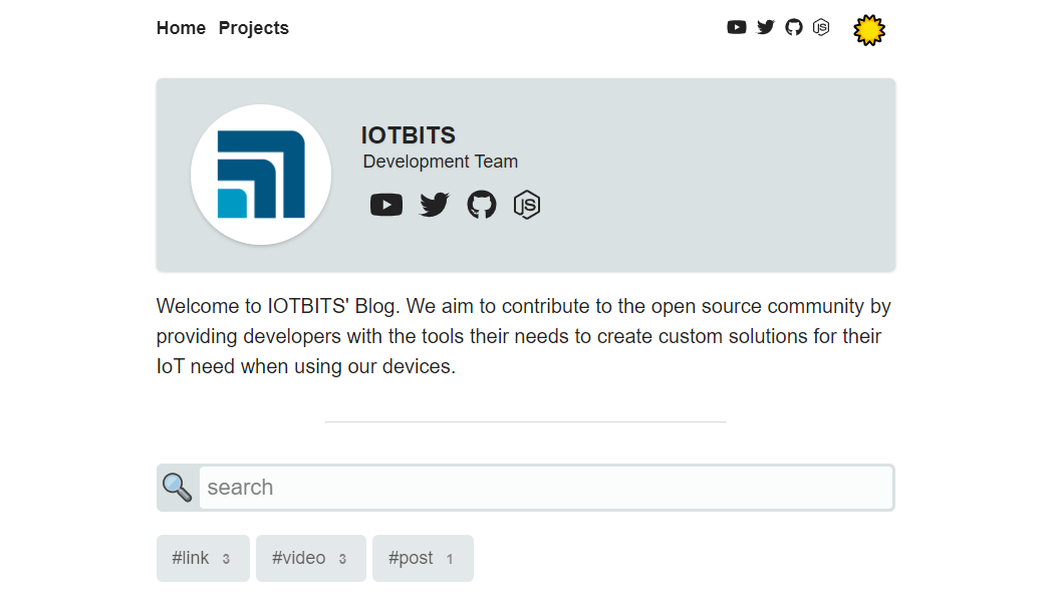 Home Projects
IOTBITS
Development Team
JS
Welcome to IOTBITS' Blog. We aim to contribute to the open source community by
providing developers with the tools their needs to create custom solutions for their
IoT need when using our devices.
search
#link 3 #video 3 #post 1